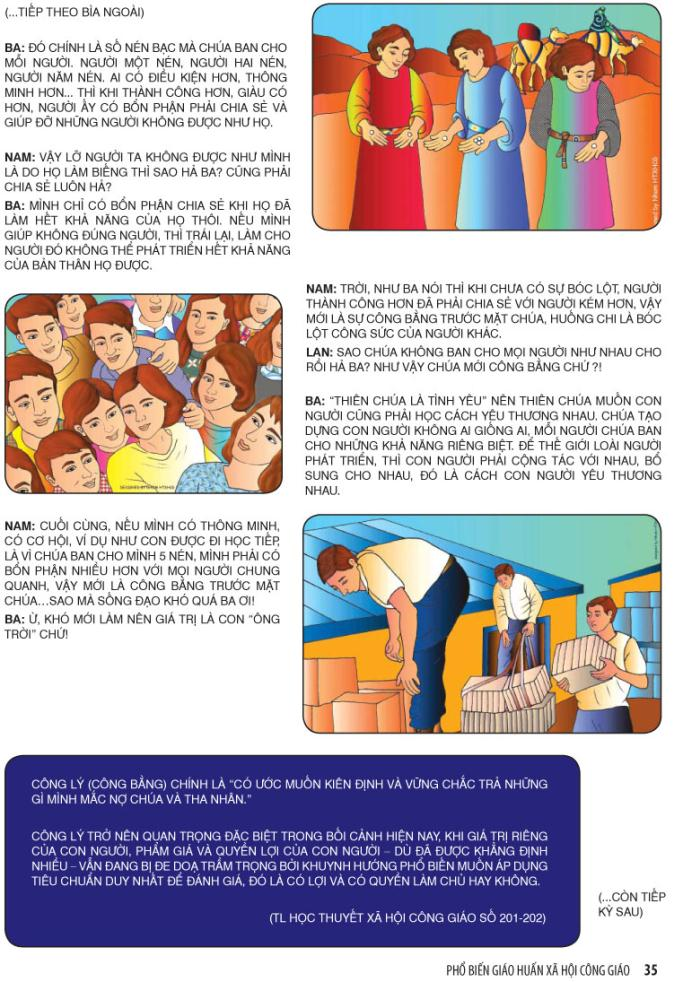 (...TIẾP THEO BÌA NGOÀI)
BA: ĐÓ CHÍNH LÀ SỐ NÉN BẠC MÀ CHÚA BAN CHO
MỖI NGƯỜI. NGƯỜI MỘT NÉN, NGƯỜI HAI NÉN,
NGƯỜI NĂM NÉN. AI CÓ ĐIỀU KIỆN HƠN, THÔNG
MINH HƠN... THÌ KHI THÀNH CÔNG HƠN, GIÀU CÓ
HƠN, NGƯỜI ẤY CÓ BỔN PHẬN PHẢI CHIA SẺ VÀ
GIÚP ĐỠ NHỮNG NGƯỜI KHÔNG ĐƯỢC NHƯ HỌ.
NAM: VẬY LỠ NGƯỜI TA KHÔNG ĐƯỢC NHƯ MÌNH
LÀ DO HỌ LÀM BIẾNG THÌ SAO HẢ BA? CŨNG PHẢI
CHIA SẺ LUÔN HẢ?
BA: MÌNH CHỈ CÓ BỔN PHẬN CHIA SẺ KHI HỌ ĐÃ
LÀM HẾT KHẢ NĂNG CỦA HỌ THÔI. NẾU MÌNH
GIÚP KHÔNG ĐÚNG NGƯỜI, THÌ TRÁI LẠI, LÀM CHO
NGƯỜI ĐÓ KHÔNG THỂ PHÁT TRIỂN HẾT KHẢ NĂNG
CỦA BẢN THÂN HỌ ĐƯỢC.
NAM: TRỜI, NHƯ BA NÓI THÌ KHI CHƯA CÓ SỰ BÓC LỘT, NGƯỜI
THÀNH CÔNG HƠN ĐÃ PHẢI CHIA SẺ VỚI NGƯỜI KÉM HƠN, VẬY
MỚI LÀ SỰ CÔNG BẰNG TRƯỚC MẶT CHÚA, HUỐNG CHI LÀ BÓC
LỘT CÔNG SỨC CỦA NGƯỜI KHÁC.
LAN: SAO CHÚA KHÔNG BAN CHO MỌI NGƯỜI NHƯ NHAU CHO
RỒI HẢ BA? NHƯ VẬY CHÚA MỚI CÔNG BẰNG CHỨ ?!
BA: “THIÊN CHÚA LÀ TÌNH YÊU” NÊN THIÊN CHÚA MUỐN CON
NGƯỜI CŨNG PHẢI HỌC CÁCH YÊU THƯƠNG NHAU. CHÚA TẠO
DỰNG CON NGƯỜI KHÔNG AI GIỐNG AI, MỖI NGƯỜI CHÚA BAN
CHO NHỮNG KHẢ NĂNG RIÊNG BIỆT. ĐỂ THẾ GIỚI LOÀI NGƯỜI
PHÁT TRIỂN, THÌ CON NGƯỜI PHẢI CỘNG TÁC VỚI NHAU, BỔ
SUNG CHO NHAU, ĐÓ LÀ CÁCH CON NGƯỜI YÊU THƯƠNG
NHAU.
NAM: CUỐI CÙNG, NẾU MÌNH CÓ THÔNG MINH,
CÓ CƠ HỘI, VÍ DỤ NHƯ CON ĐƯỢC ĐI HỌC TIẾP,
LÀ VÌ CHÚA BAN CHO MÌNH 5 NÉN, MÌNH PHẢI CÓ
BỔN PHẬN NHIỀU HƠN VỚI MỌI NGƯỜI CHUNG
QUANH, VẬY MỚI LÀ CÔNG BẰNG TRƯỚC MẶT
CHÚA...SAO MÀ SỐNG ĐẠO KHÓ QUÁ BA ƠI!
BA: Ừ, KHÓ MỚI LÀM NÊN GIÁ TRỊ LÀ CON “ÔNG
TRỜI” CHỨ!
CÔNG LÝ (CÔNG BẰNG) CHÍNH LÀ “CÓ ƯỚC MUỐN KIÊN ĐỊNH VÀ VỮNG CHẮC TRẢ NHỮNG
GÌ MÌNH MẮC NỢ CHÚA VÀ THA NHÂN.”
CÔNG LÝ TRỞ NÊN QUAN TRỌNG ĐẶC BIỆT TRONG BỐI CẢNH HIỆN NAY, KHI GIÁ TRỊ RIÊNG
CỦA CON NGƯỜI, PHẨM GIÁ VÀ QUYỀN LỢI CỦA CON NGƯỜI – DÙ ĐÃ ĐƯỢC KHẲNG ĐỊNH
NHIỀU – VẪN ĐANG BỊ ĐE DOẠ TRẦM TRỌNG BỞI KHUYNH HƯỚNG PHỔ BIẾN MUỐN ÁP DỤNG
TIÊU CHUẨN DUY NHẤT ĐỂ ĐÁNH GIÁ, ĐÓ LÀ CÓ LỢI VÀ CÓ QUYỀN LÀM CHỦ HAY KHÔNG.
(TL HỌC THUYẾT XÃ HỘI CÔNG GIÁO SỐ 201-202)
(...CÒN TIẾP
KỲ SAU)
PHỔ BIẾN GIÁO HUẤN XÃ HỘI CÔNG GIÁO 35